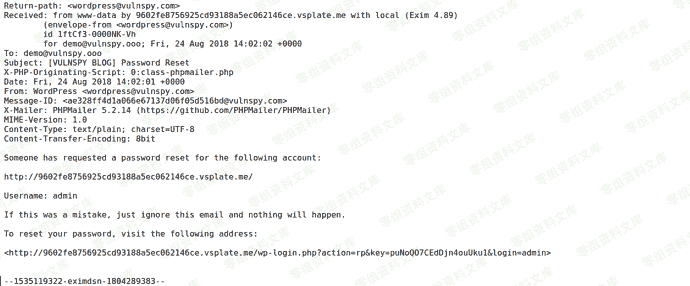 Return-path: <wordpress@vulnspy.com>
Received: from www-data by 9602fe8756925cd93188a5ec062146ce.vsplate.me with local (Exim 4.89)
(envelope-from <wordpress@vulnspy.com>)
id 1ftCf3-0000NK-Vh
for demo@vulnspy.ooo; Fri, 24 Aug 2018 14:02:02 +0000
To: demo@vulnspy.ooo
Subject: [VULNSPY BLOG] Password Reset
X-PHP-Originating-Script: 0:class-phpmailer.php
Date: Fri, 24 Aug 2018 14:02:01 +0000
From: WordPress <wordpress@vulnspy.com>
Message-ID: <ae328ff4d1a066e67137d06f05d516bd@vulnspy.com>
X-Mailer: PHPMailer 5.2.14 (https://github.com/PHPMailer/PHPMailer)
MIME-Version: 1.0
Content-Type: text/plain; charset=UTF-8
Content-Transfer-Encoding: 8bit
Someone has requested a password reset for the following account:
http://9602fe8756925cd93188a5ec062146ce.vsplate.me/
Username: admin
If this was a mistake, just ignore this email and nothing will happen.
To reset your password, visit the following address:
<http://9602fe8756925cd93188a5ec062146ce.vsplate.me/wp-login.php?action=rp&key=puNoQO7CEdDjn4ouUku1&login=admin>
--1535119322-eximdsn-1804289383--
零组资料文库